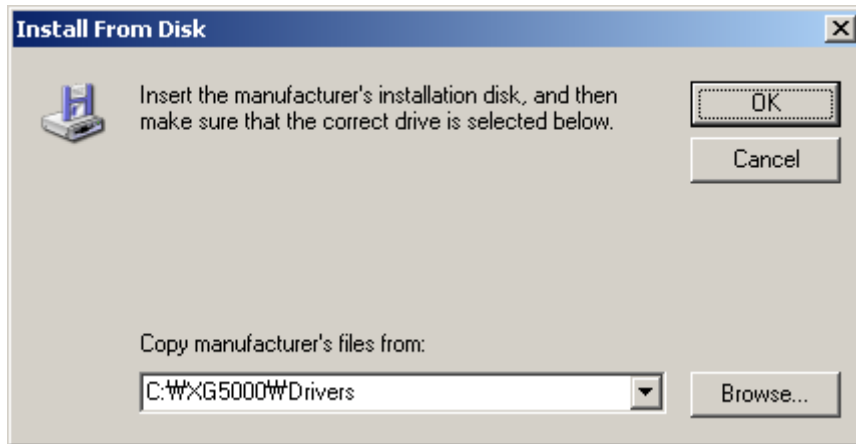 Install From Disk
Insert the manufacturer's installation disk, and then
make sure that the correct drive is selected below.
OK
Cancel
Copy manufacturer's files from:
C:₩XG5000₩Drivers
Browse...